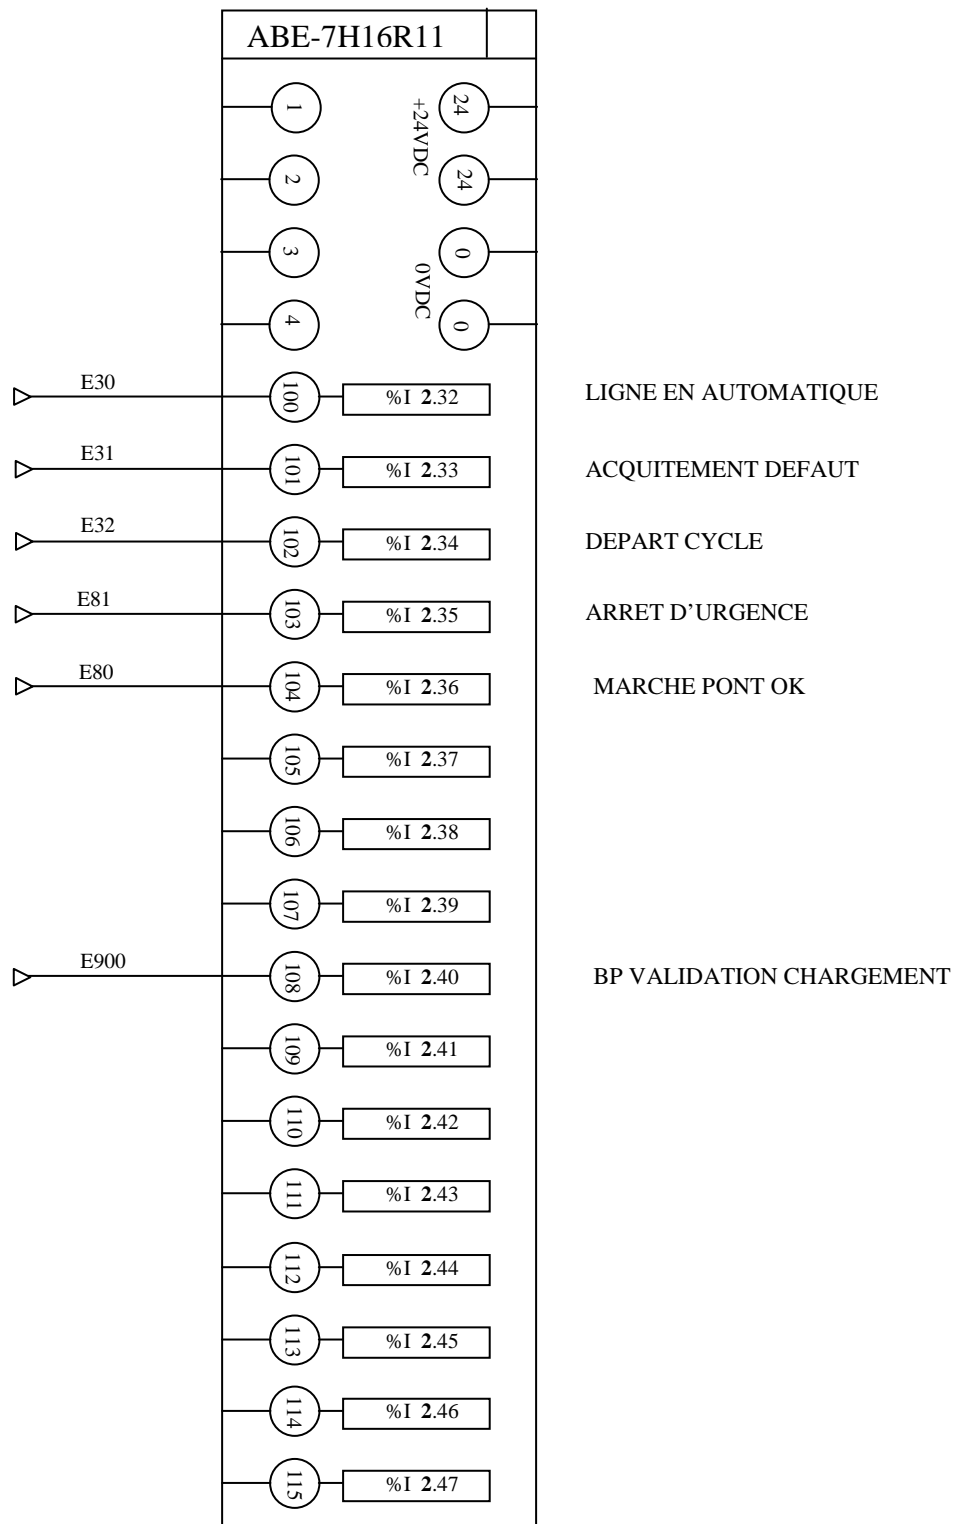 ABE-7H16R11
1 24
+24VDC
2 24
3 0
0VDC
4 0
E30 100 %I 2.32 LIGNE EN AUTOMATIQUE
E31 101 %I 2.33 ACQUITEMENT DEFAUT
E32 102 %I 2.34 DEPART CYCLE
E81 103 %I 2.35 ARRET D’URGENCE
E80 104 %I 2.36 MARCHE PONT OK
105 %I 2.37
106 %I 2.38
107 %I 2.39
E900 108 %I 2.40 BP VALIDATION CHARGEMENT
109 %I 2.41
110 %I 2.42
111 %I 2.43
112 %I 2.44
113 %I 2.45
114 %I 2.46
115 %I 2.47